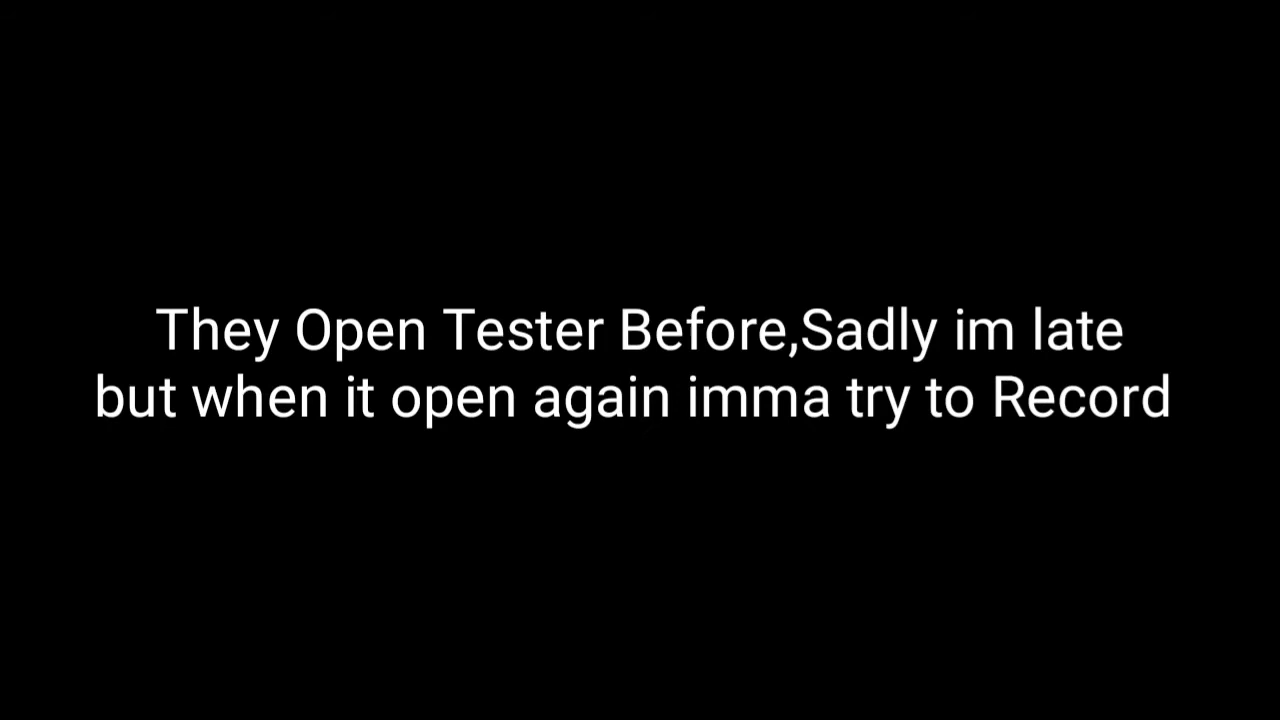 They Open Tester Before,Sadly im late
but when it open again imma try to Record